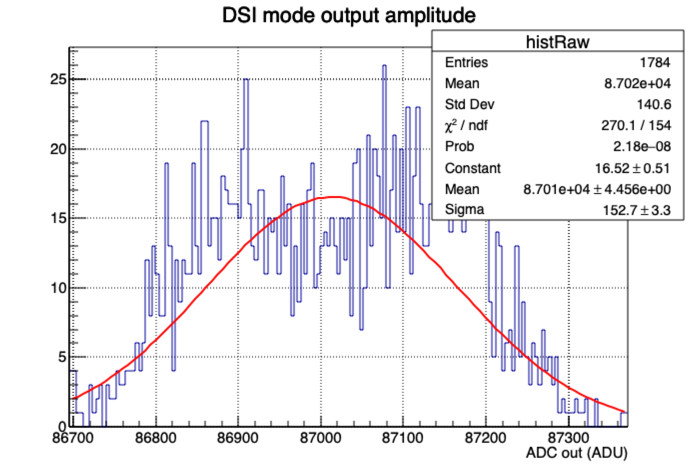 DSI mode output amplitude
histRaw
Entries 1784
Mean 8.702e+04
Std Dev 140.6
χ² / ndf 270.1 / 154
Prob 2.18e−08
Constant 16.52 ± 0.51
Mean 8.701e+04 ± 4.456e+00
Sigma 152.7 ± 3.3
25
20
15
10
5
0
86700 86800 86900 87000 87100 87200 87300
ADC out (ADU)